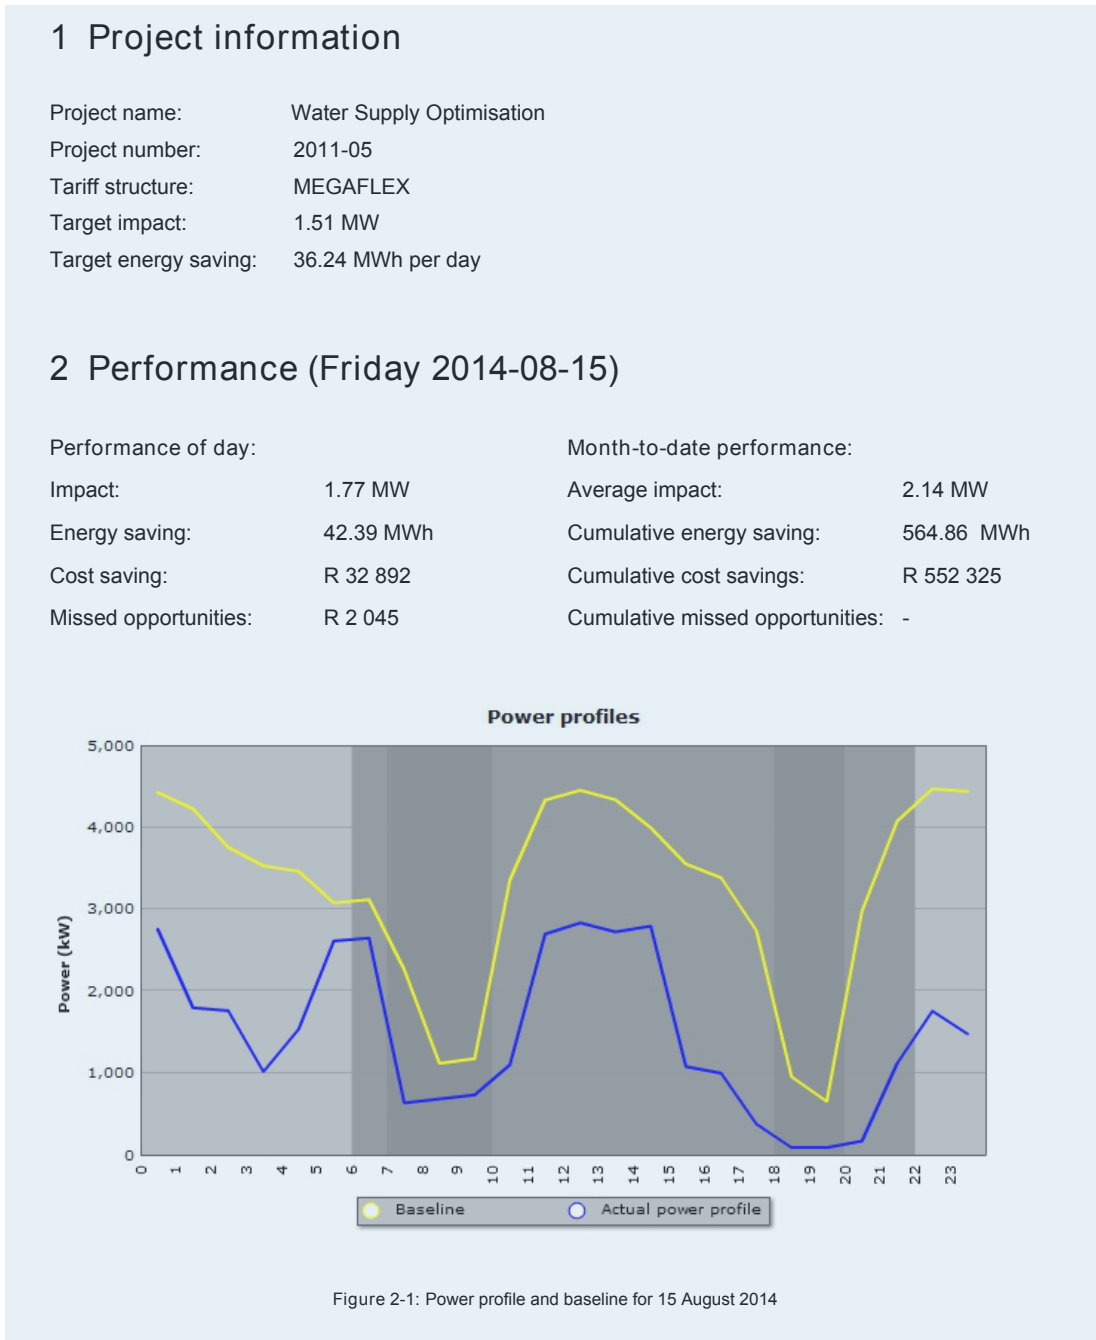 1 Project information
Project name: Water Supply Optimisation
Project number: 2011-05
Tariff structure: MEGAFLEX
Target impact: 1.51 MW
Target energy saving: 36.24 MWh per day
2 Performance (Friday 2014-08-15)
Performance of day: Month-to-date performance:
Impact: 1.77 MW Average impact: 2.14 MW
Energy saving: 42.39 MWh Cumulative energy saving: 564.86 MWh
Cost saving: R 32 892 Cumulative cost savings: R 552 325
Missed opportunities: R 2 045 Cumulative missed opportunities: -
Power profiles
5,000
4,000
3,000
2,000
1,000
0
Power (kW)
0 1 2 3 4 5 6 7 8 9 10 11 12 13 14 15 16 17 18 19 20 21 22 23
Baseline Actual power profile
Figure 2-1: Power profile and baseline for 15 August 2014